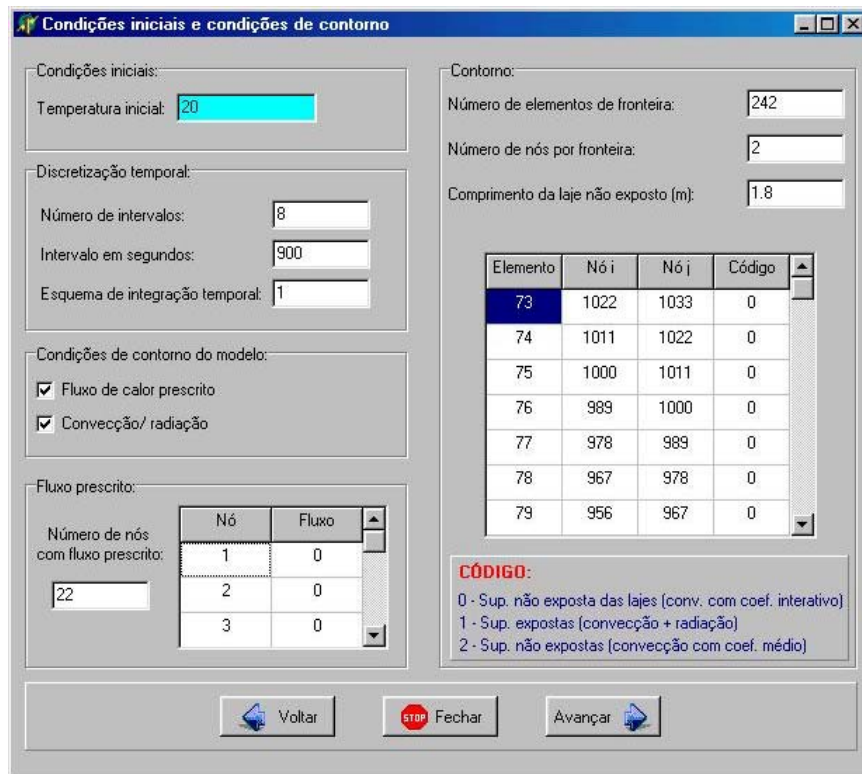 Condições iniciais e condições de contorno
Condições iniciais:
Temperatura inicial: 20
Discretização temporal:
Número de intervalos: 8
Intervalo em segundos: 900
Esquema de integração temporal: 1
Condições de contorno do modelo:
Fluxo de calor prescrito
Convecção/ radiação
Fluxo prescrito:
Número de nós
com fluxo prescrito:
22
Nó Fluxo
1 0
2 0
3 0
Contorno:
Número de elementos de fronteira: 242
Número de nós por fronteira: 2
Comprimento da laje não exposto (m): 1.8
Elemento Nó i Nó j Código
73 1022 1033 0
74 1011 1022 0
75 1000 1011 0
76 989 1000 0
77 978 989 0
78 967 978 0
79 956 967 0
CÓDIGO:
0 - Sup. não exposta das lajes (conv. com coef. interativo)
1 - Sup. expostas (convecção + radiação)
2 - Sup. não expostas (convecção com coef. médio)
Voltar
STOP Fechar
Avançar